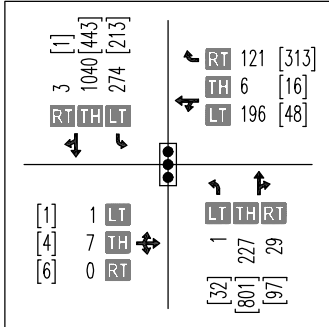 [1] [443] [213]
3 1040 274
RT TH LT
RT 121 [313]
TH 6 [16]
LT 196 [48]
[1] 1 LT
[4] 7 TH
[6] 0 RT
LT TH RT
1 227 29
[32] [801] [97]